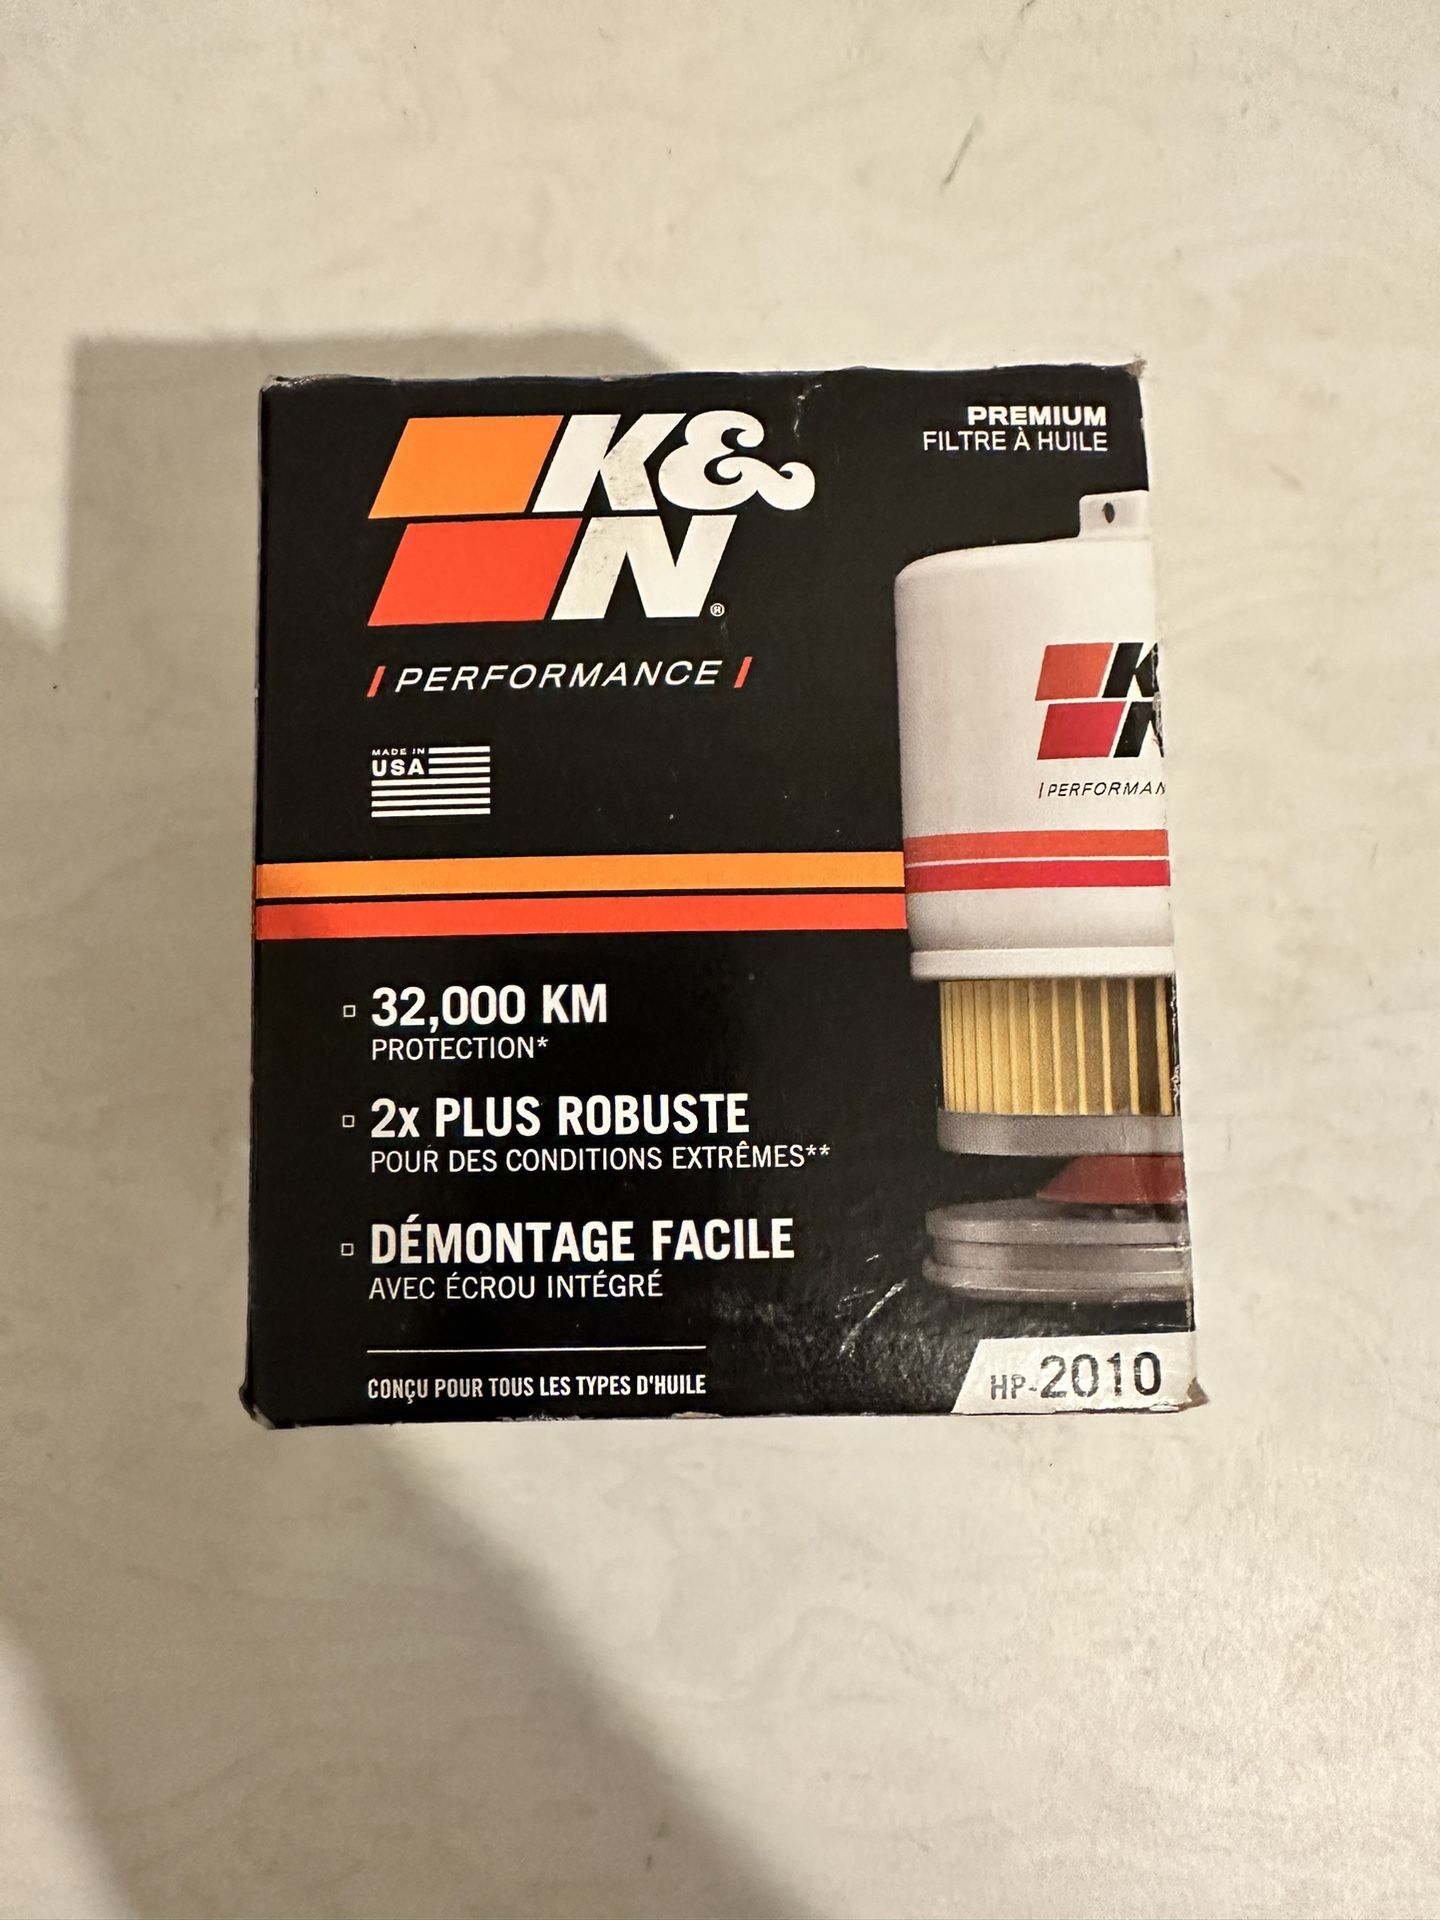 K&
N®
PERFORMANCE
PREMIUM
FILTRE À HUILE
K
N
PERFORMAN
MADE IN
USA
32,000 KM
PROTECTION*
2x PLUS ROBUSTE
POUR DES CONDITIONS EXTRÊMES**
DÉMONTAGE FACILE
AVEC ÉCROU INTÉGRÉ
CONÇU POUR TOUS LES TYPES D'HUILE
HP-2010